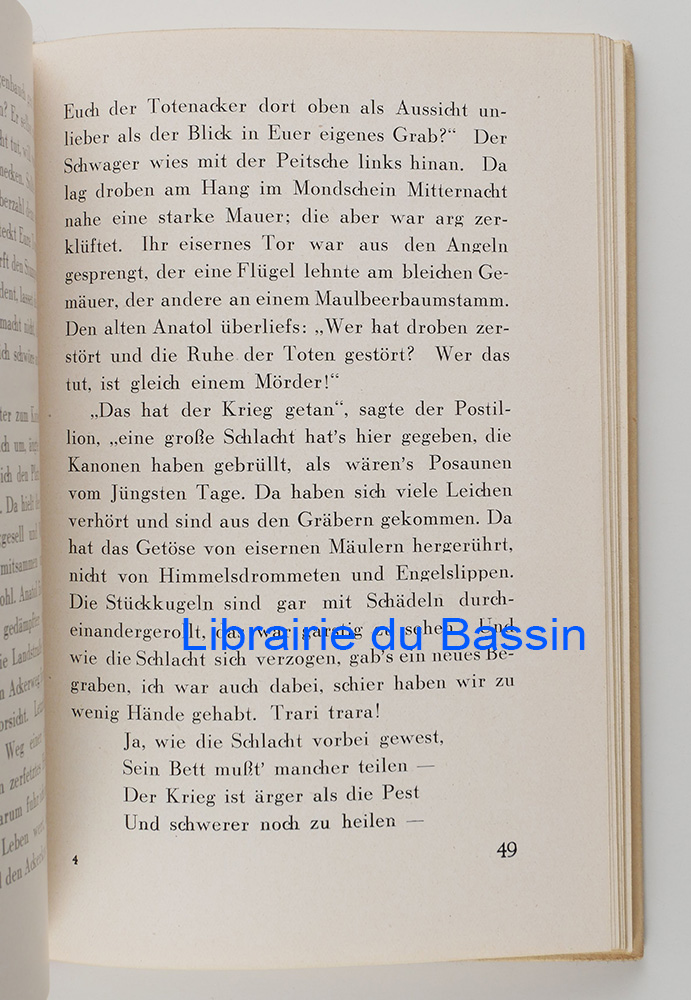 Euch der Totenacker dort oben als Aussicht un-
lieber als der Blick in Euer eigenes Grab?“ Der
Schwager wies mit der Peitsche links hinan. Da
lag droben am Hang im Mondschein Mitternacht
nahe eine starke Mauer; die aber war arg zer-
klüftet. Ihr eisernes Tor war aus den Angeln
gesprengt, der eine Flügel lehnte am bleichen Ge-
mäuer, der andere an einem Maulbeerbaumstamm.
Den alten Anatol überliefs: „Wer hat droben zer-
stört und die Ruhe der Toten gestört? Wer das
tut, ist gleich einem Mörder!“
„Das hat der Krieg getan“, sagte der Postil-
lion, „eine große Schlacht hat's hier gegeben, die
Kanonen haben gebrüllt, als wären's Posaunen
vom Jüngsten Tage. Da haben sich viele Leichen
verhört und sind aus den Gräbern gekommen. Da
hat das Getöse von eisernen Mäulern hergerührt,
nicht von Himmelsdrommeten und Engelslippen.
Die Stückkugeln sind gar mit Schädeln durch-
einandergerollt, das war garstig Und
Librairie du Bassin
wie die Schlacht sich verzogen, gab's ein neues Be-
graben, ich war auch dabei, schier haben wir zu
wenig Hände gehabt. Trari trara!
Ja, wie die Schlacht vorbei gewest,
Sein Bett mußt' mancher teilen —
Der Krieg ist ärger als die Pest
Und schwerer noch zu heilen —
4
49